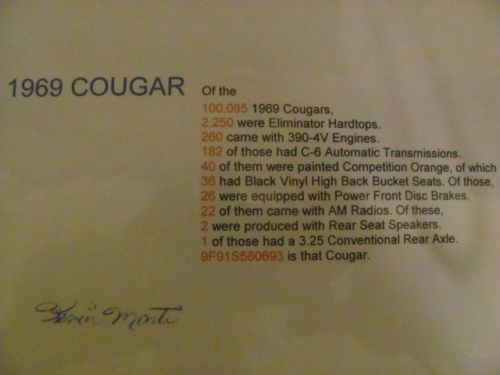 1969 COUGAR
Of the
100,085 1969 Cougars,
2,250 were Eliminator Hardtops.
260 came with 390-4V Engines.
182 of those had C-6 Automatic Transmissions.
40 of them were painted Competition Orange, of which
36 had Black Vinyl High Back Bucket Seats. Of those,
26 were equipped with Power Front Disc Brakes.
22 of them came with AM Radios. Of these,
2 were produced with Rear Seat Speakers.
1 of those had a 3.25 Conventional Rear Axle.
9F91S580693 is that Cougar.
Kevin Marti